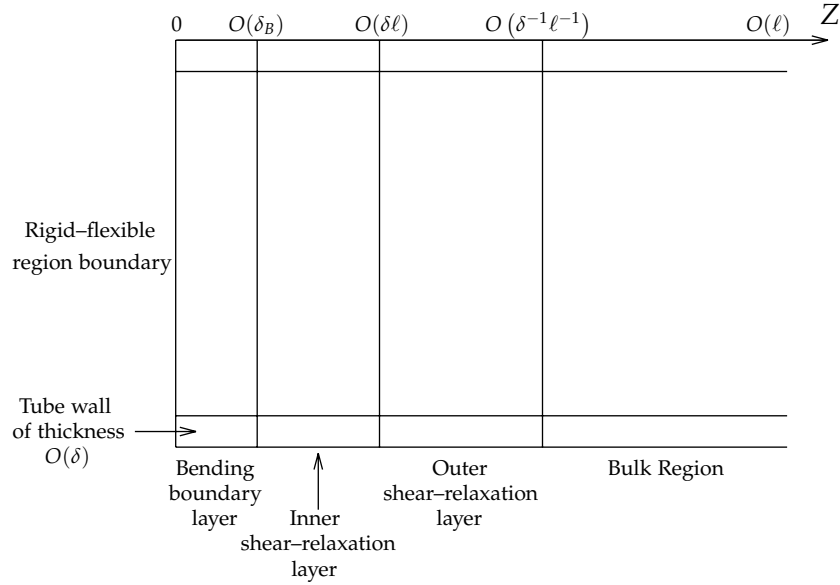 0 O(δ_B) O(δℓ) O(δ⁻¹ℓ⁻¹) O(ℓ) Z
Rigid–flexible
region boundary
Tube wall
of thickness
O(δ)
Bending
boundary
layer
Inner
shear–relaxation
layer
Outer
shear–relaxation
layer
Bulk Region